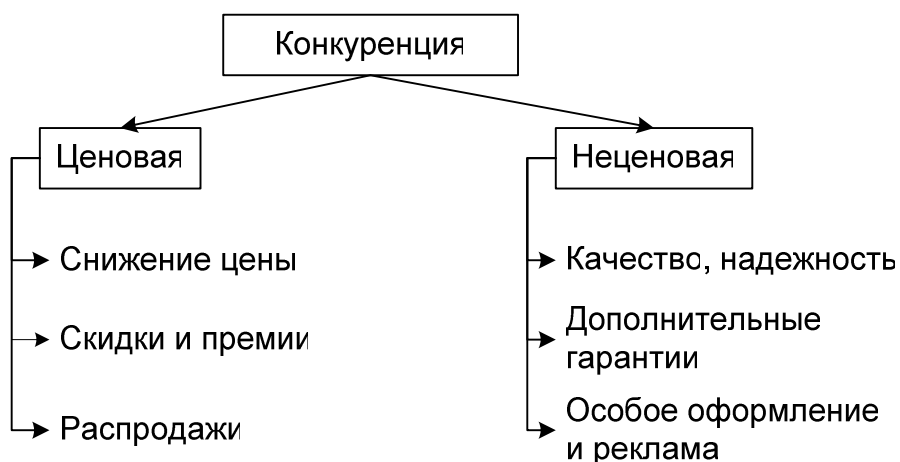 Конкуренция
Ценовая
Снижение цены
Скидки и премии
Распродажи
Неценовая
Качество, надежность
Дополнительные
гарантии
Особое оформление
и реклама